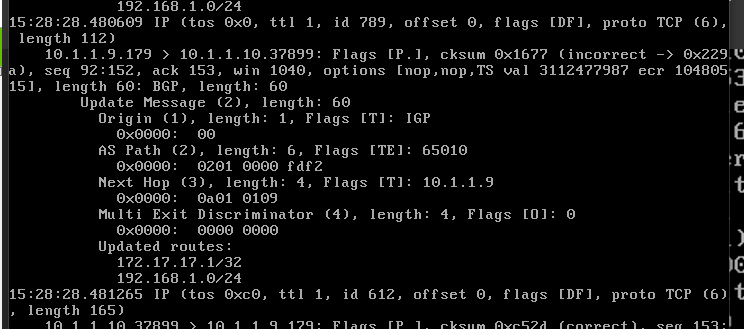 192.168.1.0/24
15:28:28.480609 IP (tos 0x0, ttl 1, id 789, offset 0, flags [DF], proto TCP (6),
length 112)
10.1.1.9.179 > 10.1.1.10.37899: Flags [P.], cksum 0x1677 (incorrect -> 0x229
a), seq 92:152, ack 153, win 1040, options [nop,nop,TS val 3112477987 ecr 104805
15], length 60: BGP, length: 60
Update Message (2), length: 60
Origin (1), length: 1, Flags [T]: IGP
0x0000:  00
AS Path (2), length: 6, Flags [TE]: 65010
0x0000:  0201 0000 fdf2
Next Hop (3), length: 4, Flags [T]: 10.1.1.9
0x0000:  0a01 0109
Multi Exit Discriminator (4), length: 4, Flags [O]: 0
0x0000:  0000 0000
Updated routes:
172.17.17.1/32
192.168.1.0/24
15:28:28.481265 IP (tos 0xc0, ttl 1, id 612, offset 0, flags [DF], proto TCP (6)
, length 165)
10.1.1.10.37899 > 10.1.1.9.179: Flags [P.], cksum 0xc52d (correct), seq 153: